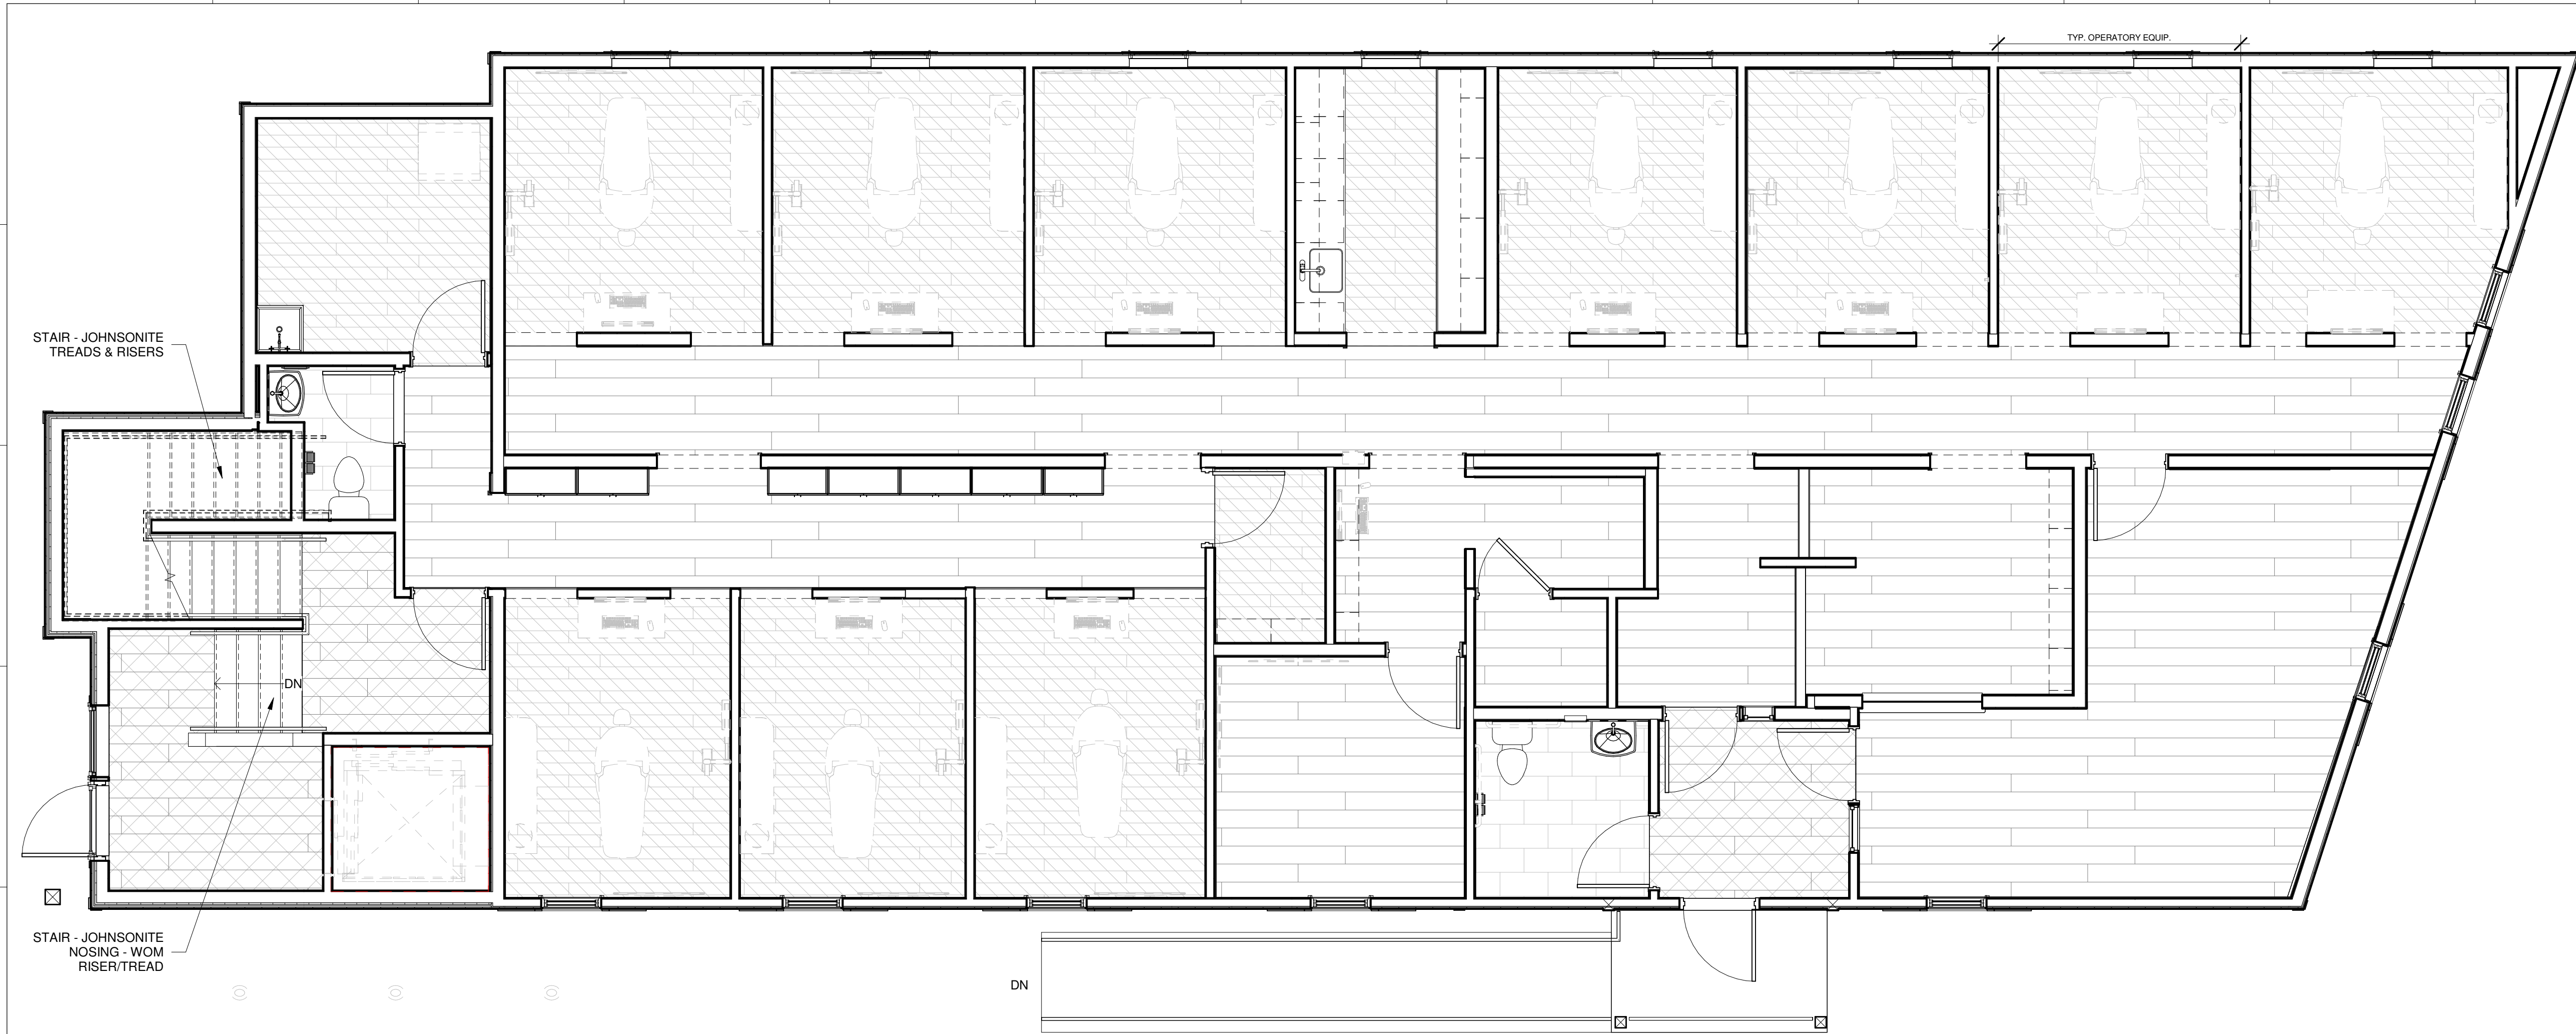 TYP. OPERATORY EQUIP.
STAIR - JOHNSONITE
TREADS & RISERS
DN
STAIR - JOHNSONITE
NOSING - WOM
RISER/TREAD
DN